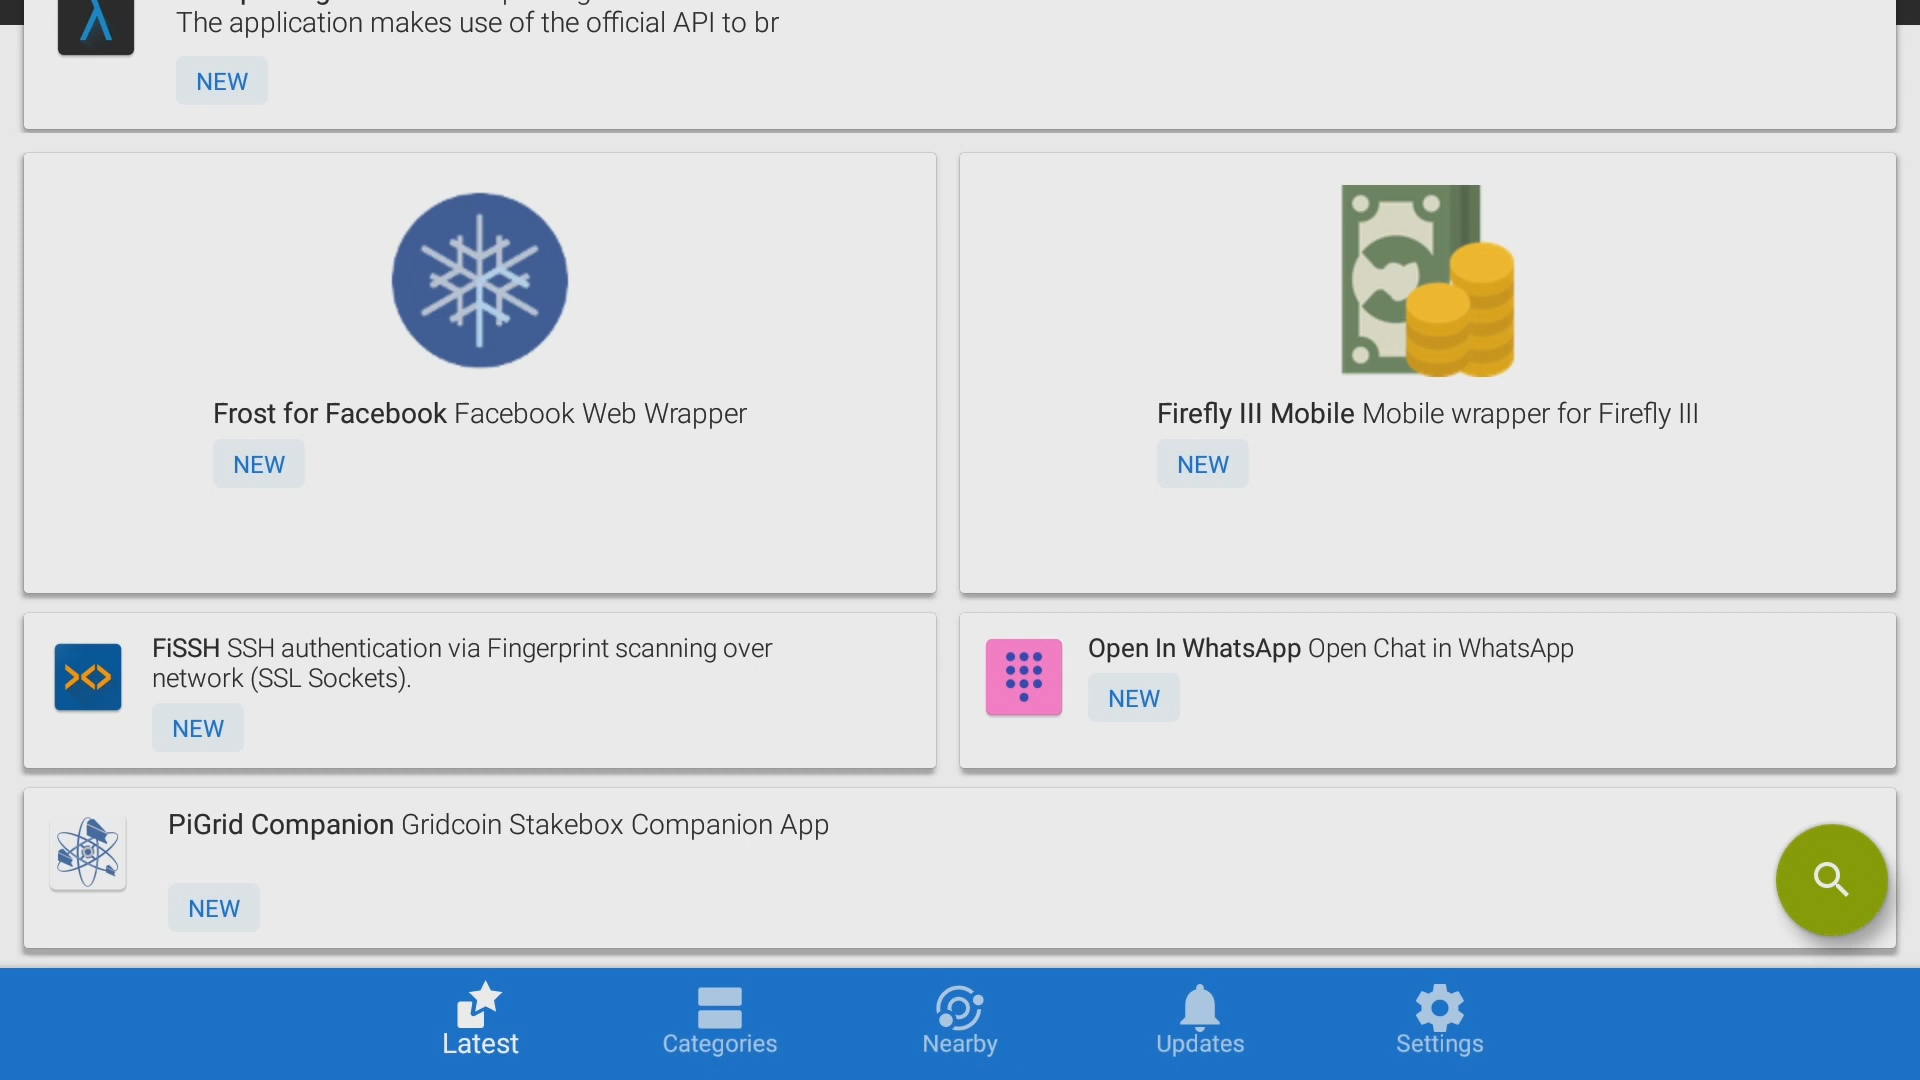 The application makes use of the official API to br
NEW
Frost for Facebook Facebook Web Wrapper
NEW
Firefly III Mobile Mobile wrapper for Firefly III
NEW
FiSSH SSH authentication via Fingerprint scanning over
network (SSL Sockets).
NEW
Open In WhatsApp Open Chat in WhatsApp
NEW
PiGrid Companion Gridcoin Stakebox Companion App
NEW
Latest
Categories
Nearby
Updates
Settings